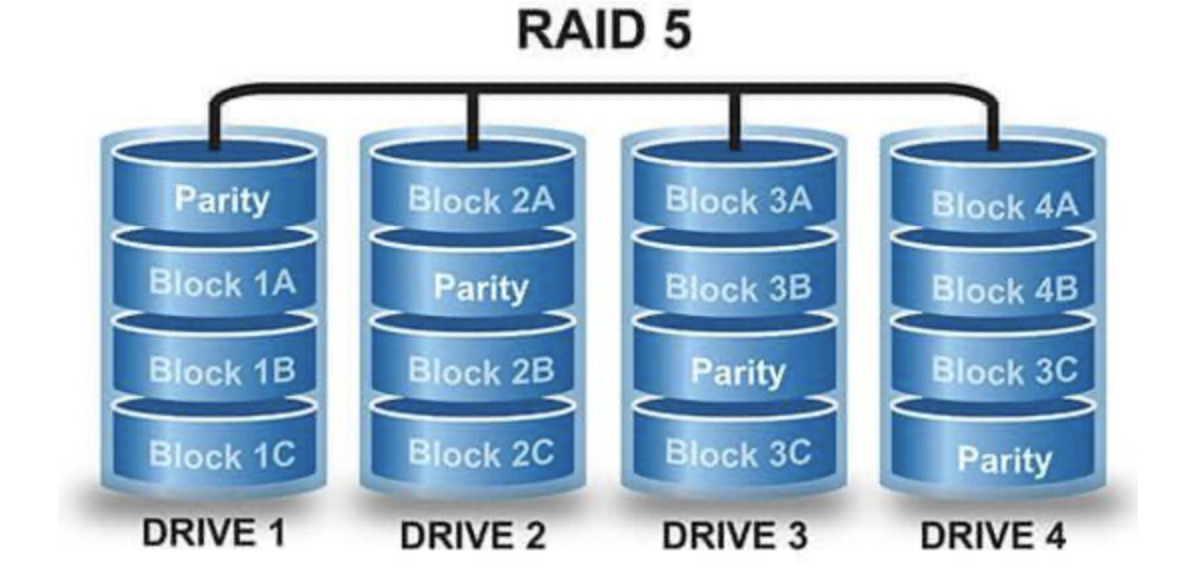 RAID 5
Parity
Block 2A
Block 3A
Block 4A
Block 1A
Parity
Block 3B
Block 4B
Block 1B
Block 2B
Parity
Block 3C
Block 1C
Block 2C
Block 3C
Parity
DRIVE 1
DRIVE 2
DRIVE 3
DRIVE 4